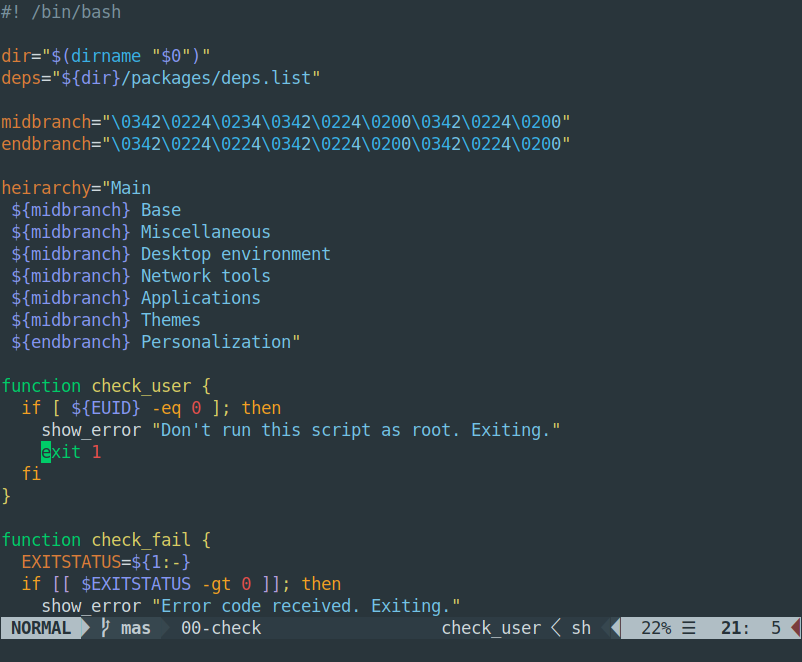 #! /bin/bash

dir="$(dirname "$0")"
deps="${dir}/packages/deps.list"

midbranch="\0342\0224\0234\0342\0224\0200\0342\0224\0200"
endbranch="\0342\0224\0224\0342\0224\0200\0342\0224\0200"

heirarchy="Main
 ${midbranch} Base
 ${midbranch} Miscellaneous
 ${midbranch} Desktop environment
 ${midbranch} Network tools
 ${midbranch} Applications
 ${midbranch} Themes
 ${endbranch} Personalization"

function check_user {
  if [ ${EUID} -eq 0 ]; then
    show_error "Don't run this script as root. Exiting."
    exit 1
  fi
}

function check_fail {
  EXITSTATUS=${1:-}
  if [[ $EXITSTATUS -gt 0 ]]; then
    show_error "Error code received. Exiting."
NORMAL mas 00-check check_user sh 22% ☰ 21: 5